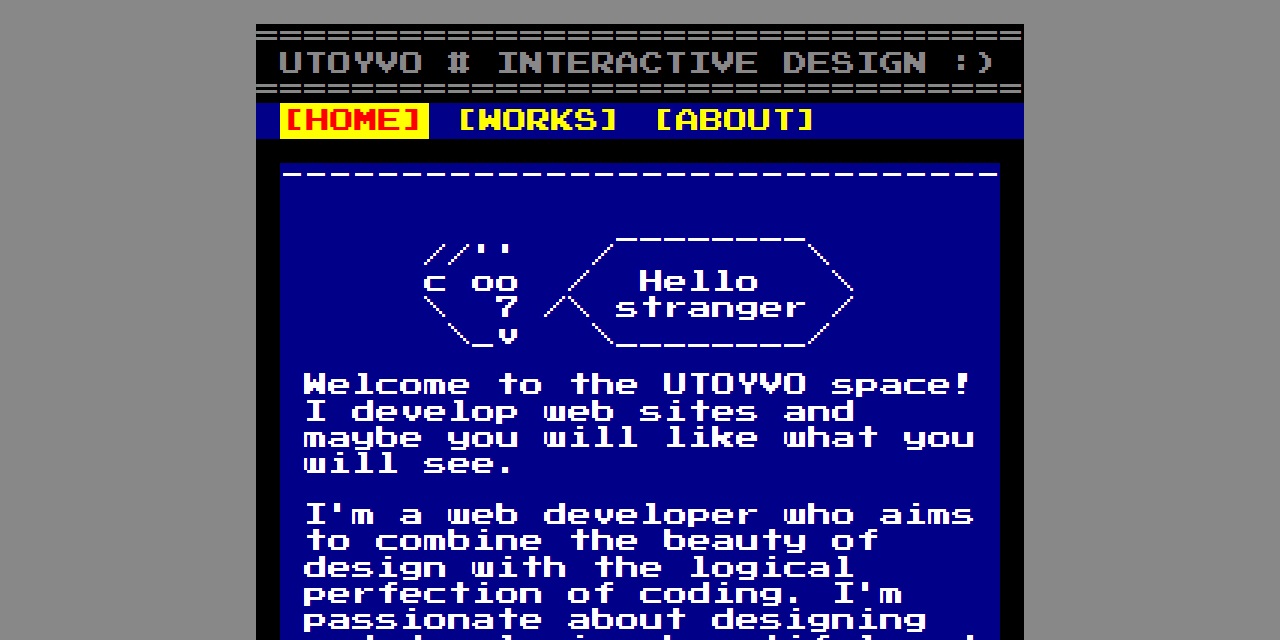 UTOYVO # INTERACTIVE DESIGN :)
[HOME] [WORKS] [ABOUT]
Hello
stranger
Welcome to the UTOYVO space!
I develop web sites and
maybe you will like what you
will see.
I'm a web developer who aims
to combine the beauty of
design with the logical
perfection of coding. I'm
passionate about designing